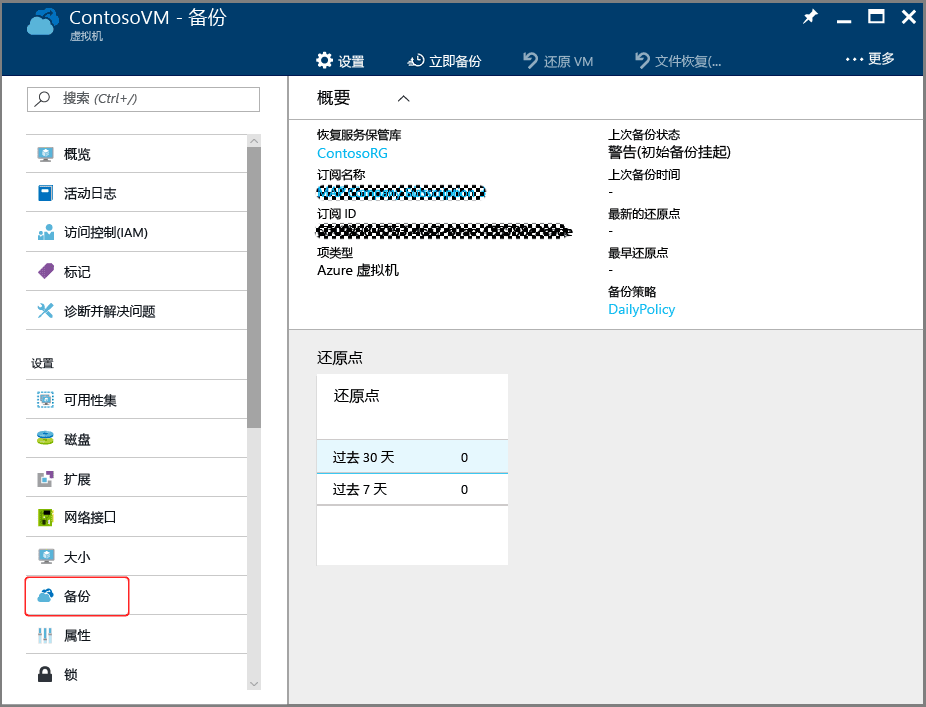 ContosoVM - 备份
虚拟机
设置
立即备份
还原 VM
文件恢复(...
更多
搜索 (Ctrl+/)
概览
活动日志
访问控制(IAM)
标记
诊断并解决问题
设置
可用性集
磁盘
扩展
网络接口
大小
备份
属性
锁
概要
恢复服务保管库
ContosoRG
订阅名称
订阅 ID
项类型
Azure 虚拟机
上次备份状态
警告(初始备份挂起)
上次备份时间
-
最新的还原点
-
最早还原点
-
备份策略
DailyPolicy
还原点
还原点
过去 30 天 0
过去 7 天 0